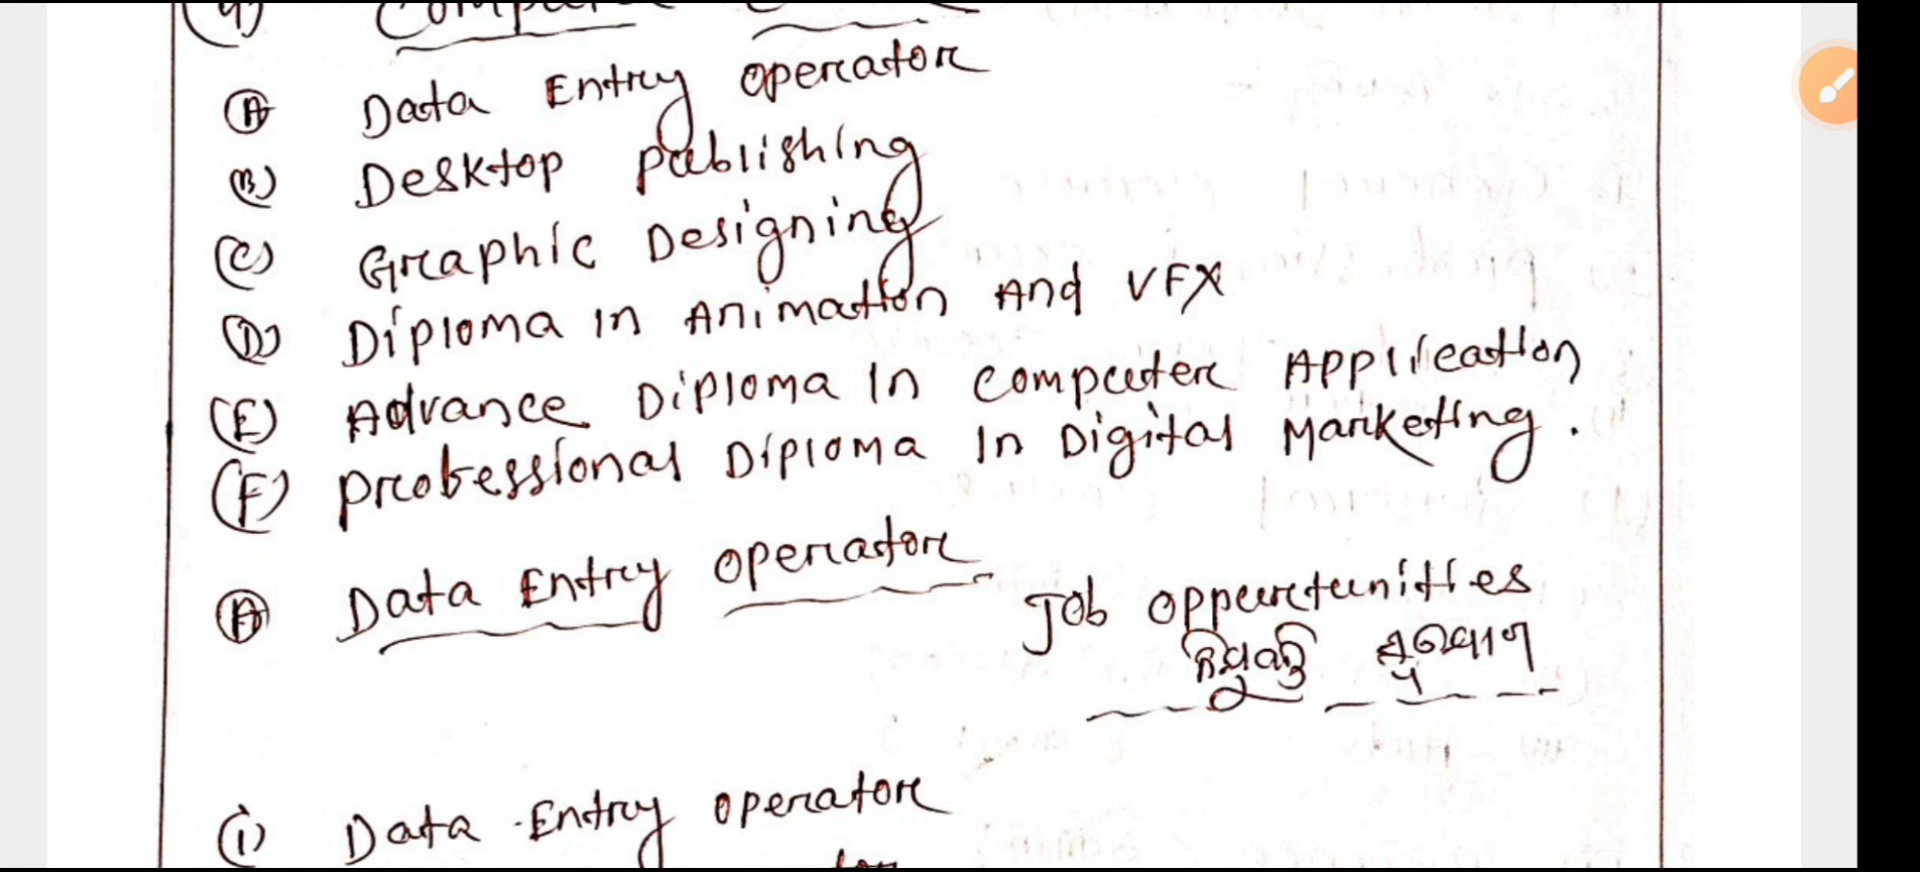 (A) Data Entry operator
(B) Desktop publishing
(C) Graphic Designing
(D) Diploma in Animation And VFX
(E) Advance Diploma In computer Application
(F) professional Diploma In Digital Marketing.
(A) Data Entry operator
Job oppurtunities
ନିଯୁକ୍ତି ସୁଯୋଗ
(i) Data Entry operator